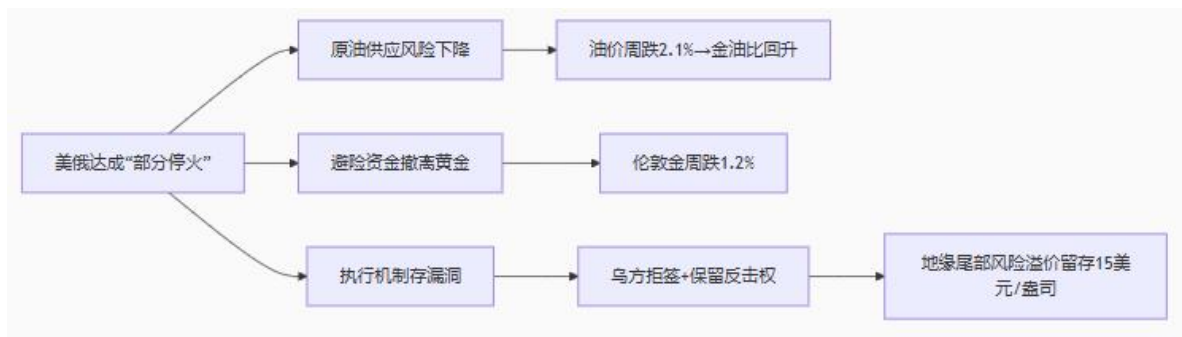 原油供应风险下降
油价周跌2.1%→金油比回升
美俄达成“部分停火”
避险资金撤离黄金
伦敦金周跌1.2%
执行机制存漏洞
乌方拒签+保留反击权
地缘尾部风险溢价留存15美
元/盎司